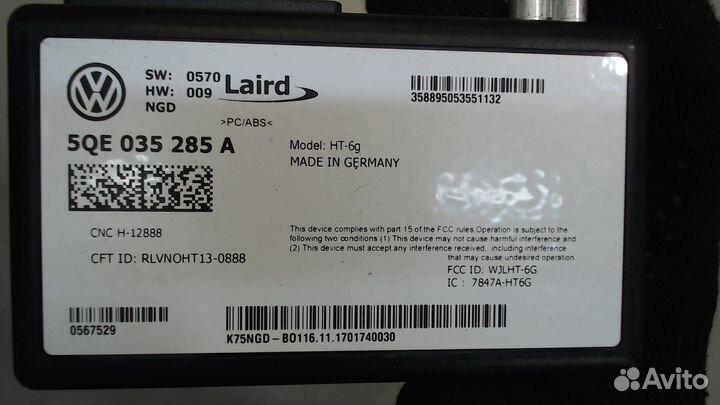 SW: 0570
HW: 009
NGD
Laird
358895053551132
>PC/ABS<
5QE 035 285 A
Model: HT-6g
MADE IN GERMANY
CNC H-12888
CFT ID: RLVNOHT13-0888
This device complies with part 15 of the FCC rules. Operation is subject to the
following two conditions (1) This device may not cause harmful interference and
(2) This device must accept any interference received, including interference
that may cause undesired operation
FCC ID: WJLHT-6G
IC : 7847A-HT6G
0567529
K75NGD-B0116.11.1701740030
Avito